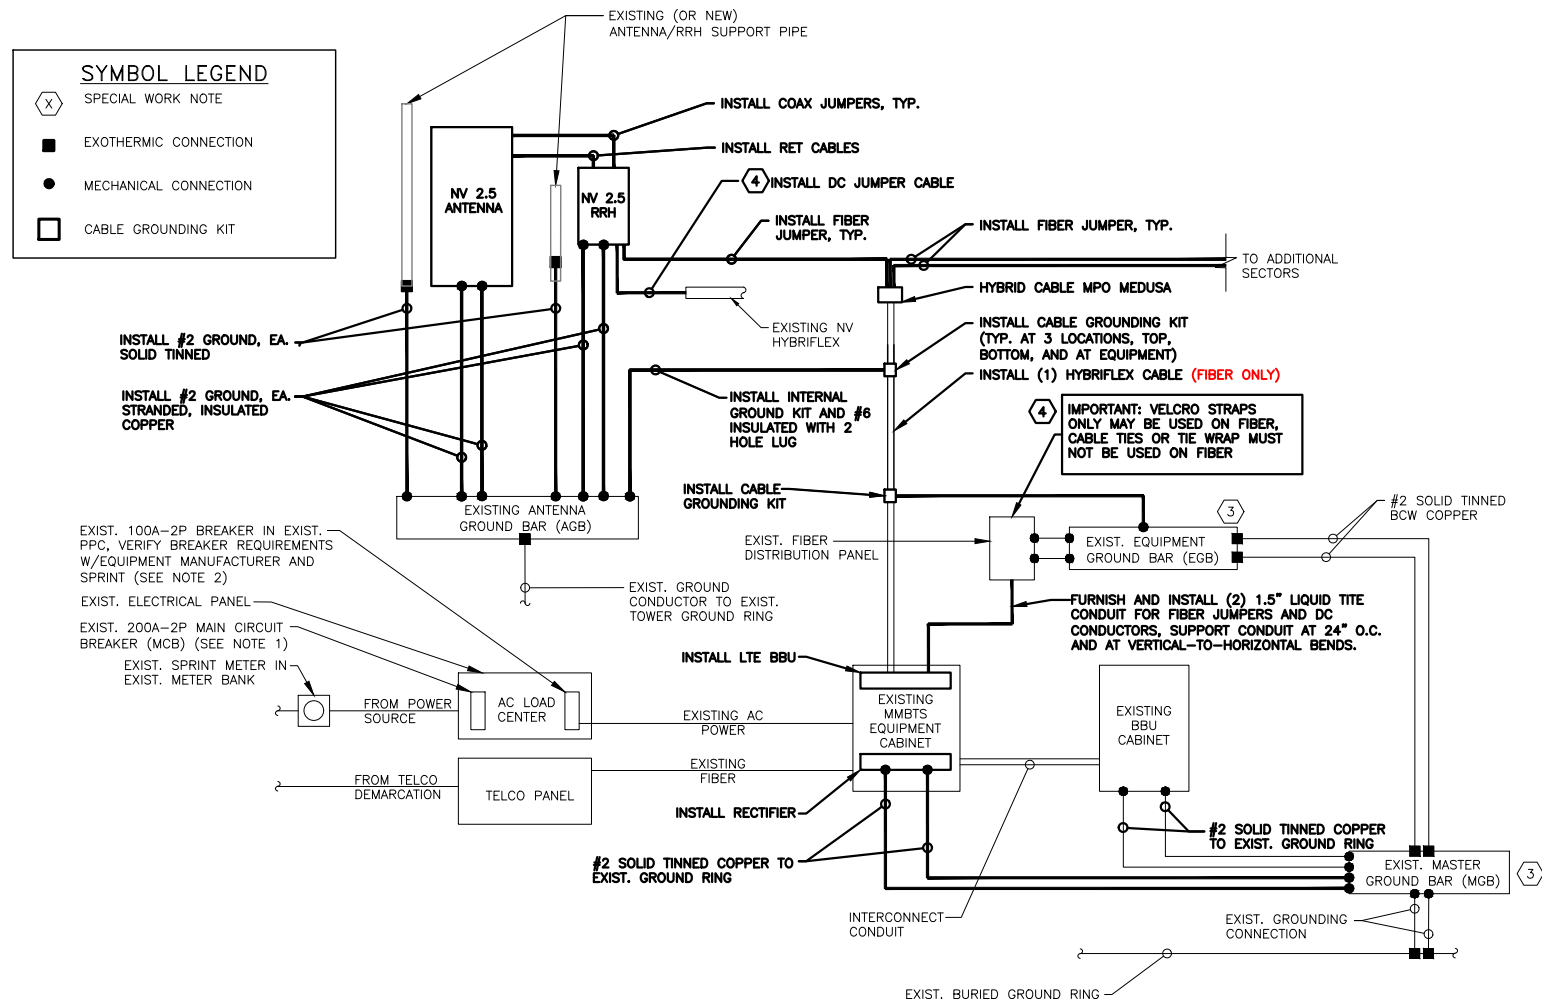 EXISTING (OR NEW)
ANTENNA/RRH SUPPORT PIPE
SYMBOL LEGEND
X
SPECIAL WORK NOTE
EXOTHERMIC CONNECTION
MECHANICAL CONNECTION
CABLE GROUNDING KIT
INSTALL COAX JUMPERS, TYP.
INSTALL RET CABLES
4
INSTALL DC JUMPER CABLE
NV 2.5
ANTENNA
NV 2.5
RRH
INSTALL FIBER
JUMPER, TYP.
INSTALL FIBER JUMPER, TYP.
TO ADDITIONAL
SECTORS
HYBRID CABLE MPO MEDUSA
EXISTING NV
HYBRIFLEX
INSTALL #2 GROUND, EA.
SOLID TINNED
INSTALL CABLE GROUNDING KIT
(TYP. AT 3 LOCATIONS, TOP,
BOTTOM, AND AT EQUIPMENT)
INSTALL (1) HYBRIFLEX CABLE (FIBER ONLY)
INSTALL #2 GROUND, EA.
STRANDED, INSULATED
COPPER
INSTALL INTERNAL
GROUND KIT AND #6
INSULATED WITH 2
HOLE LUG
4
IMPORTANT: VELCRO STRAPS
ONLY MAY BE USED ON FIBER,
CABLE TIES OR TIE WRAP MUST
NOT BE USED ON FIBER
INSTALL CABLE
GROUNDING KIT
EXISTING ANTENNA
GROUND BAR (AGB)
3
#2 SOLID TINNED
BCW COPPER
EXIST. 100A-2P BREAKER IN EXIST.
PPC, VERIFY BREAKER REQUIREMENTS
W/EQUIPMENT MANUFACTURER AND
SPRINT (SEE NOTE 2)
EXIST. FIBER
DISTRIBUTION PANEL
EXIST. EQUIPMENT
GROUND BAR (EGB)
EXIST. GROUND
CONDUCTOR TO EXIST.
TOWER GROUND RING
EXIST. ELECTRICAL PANEL
EXIST. 200A-2P MAIN CIRCUIT
BREAKER (MCB) (SEE NOTE 1)
EXIST. SPRINT METER IN
EXIST. METER BANK
FURNISH AND INSTALL (2) 1.5" LIQUID TITE
CONDUIT FOR FIBER JUMPERS AND DC
CONDUCTORS, SUPPORT CONDUIT AT 24" O.C.
AND AT VERTICAL-TO-HORIZONTAL BENDS.
INSTALL LTE BBU
FROM POWER
SOURCE
AC LOAD
CENTER
EXISTING AC
POWER
EXISTING
MMBTS
EQUIPMENT
CABINET
EXISTING
BBU
CABINET
EXISTING
FIBER
FROM TELCO
DEMARCATION
TELCO PANEL
INSTALL RECTIFIER
#2 SOLID TINNED COPPER
TO EXIST. GROUND RING
#2 SOLID TINNED COPPER TO
EXIST. GROUND RING
EXIST. MASTER
GROUND BAR (MGB)
3
INTERCONNECT
CONDUIT
EXIST. GROUNDING
CONNECTION
EXIST. BURIED GROUND RING